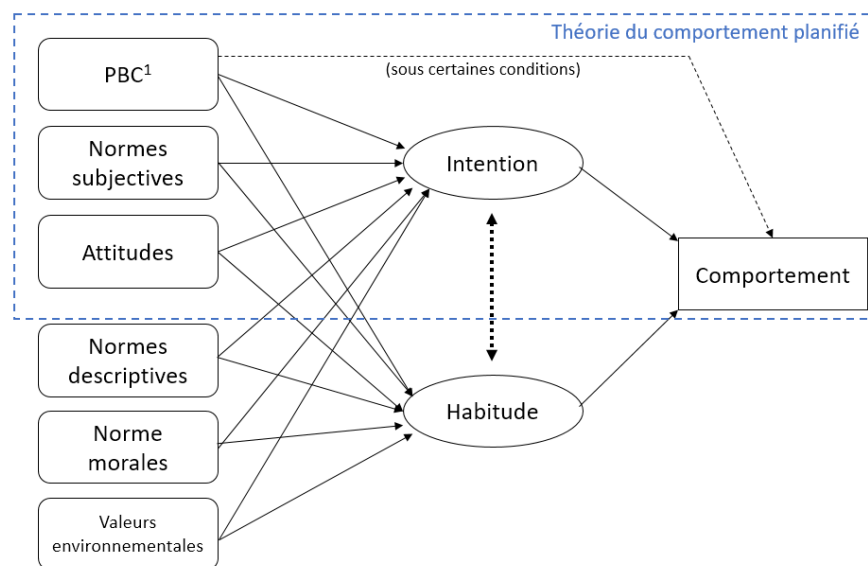 Théorie du comportement planifié
PBC¹
(sous certaines conditions)
Normes
subjectives
Intention
Attitudes
Comportement
Normes
descriptives
Habitude
Norme
morales
Valeurs
environnementales